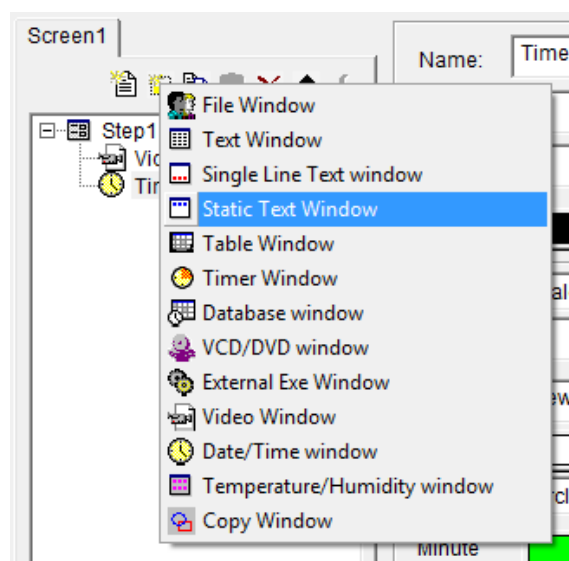 Screen1
Name:
Time
Step1
File Window
Text Window
Single Line Text window
Static Text Window
Table Window
Timer Window
Database window
VCD/DVD window
External Exe Window
Video Window
Date/Time window
Temperature/Humidity window
Copy Window
Minute